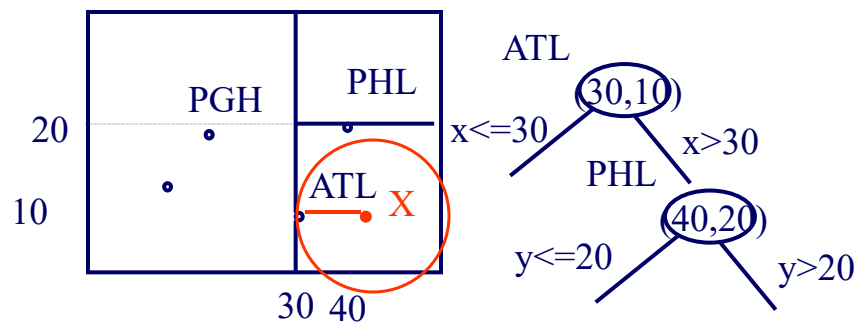 PGH
PHL
20
ATL
X
10
30
40
ATL
(30,10)
x<=30
x>30
PHL
(40,20)
y<=20
y>20